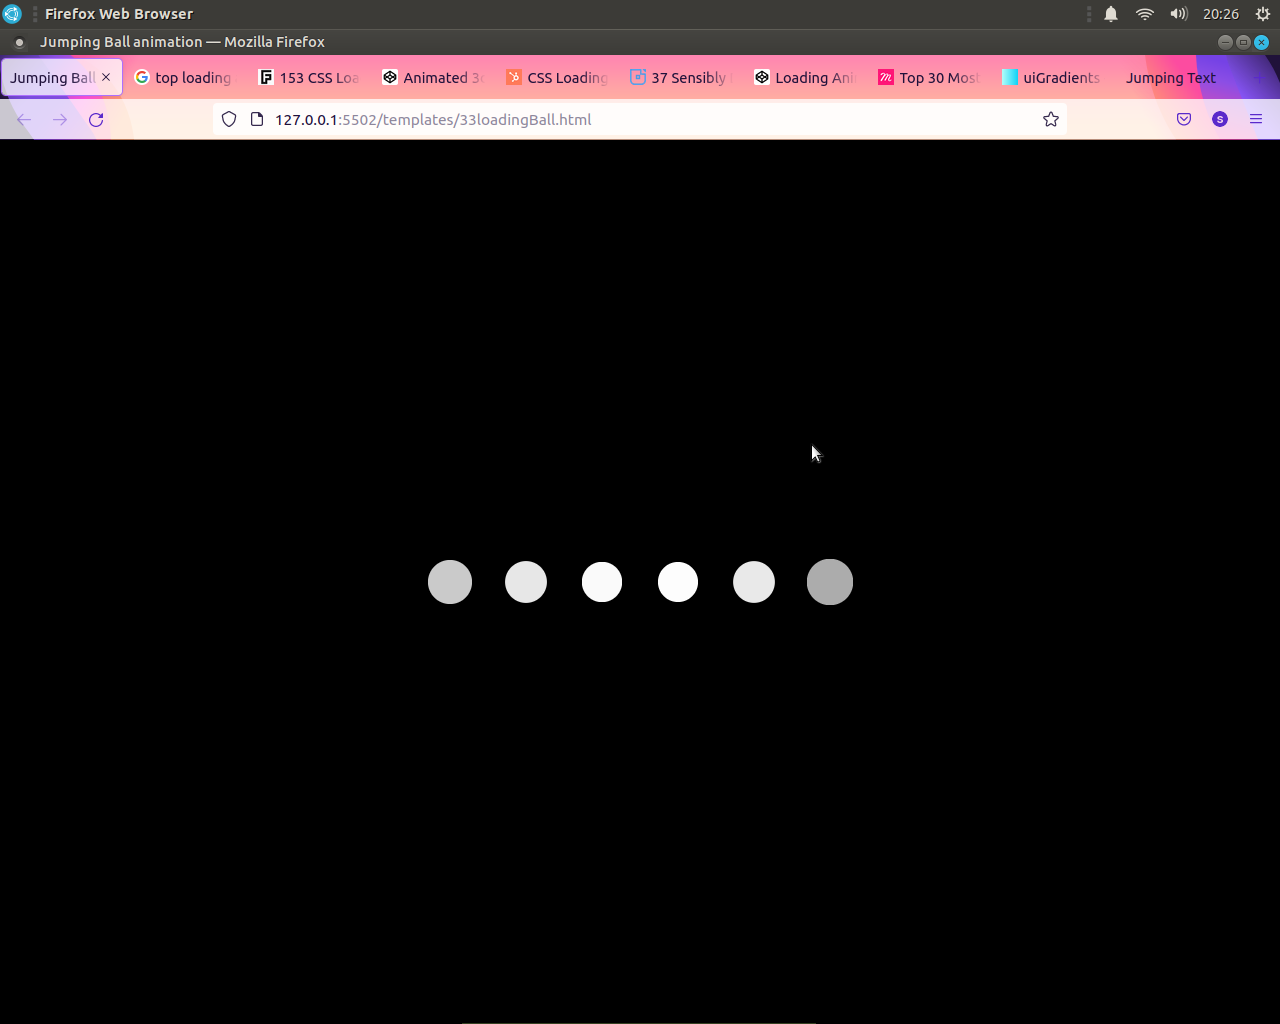 Firefox Web Browser 20:26
Jumping Ball animation — Mozilla Firefox
Jumping Ball top loading 153 CSS Loa Animated 3 CSS Loading 37 Sensibly Loading Ani Top 30 Most uiGradients Jumping Text
127.0.0.1:5502/templates/33loadingBall.html S